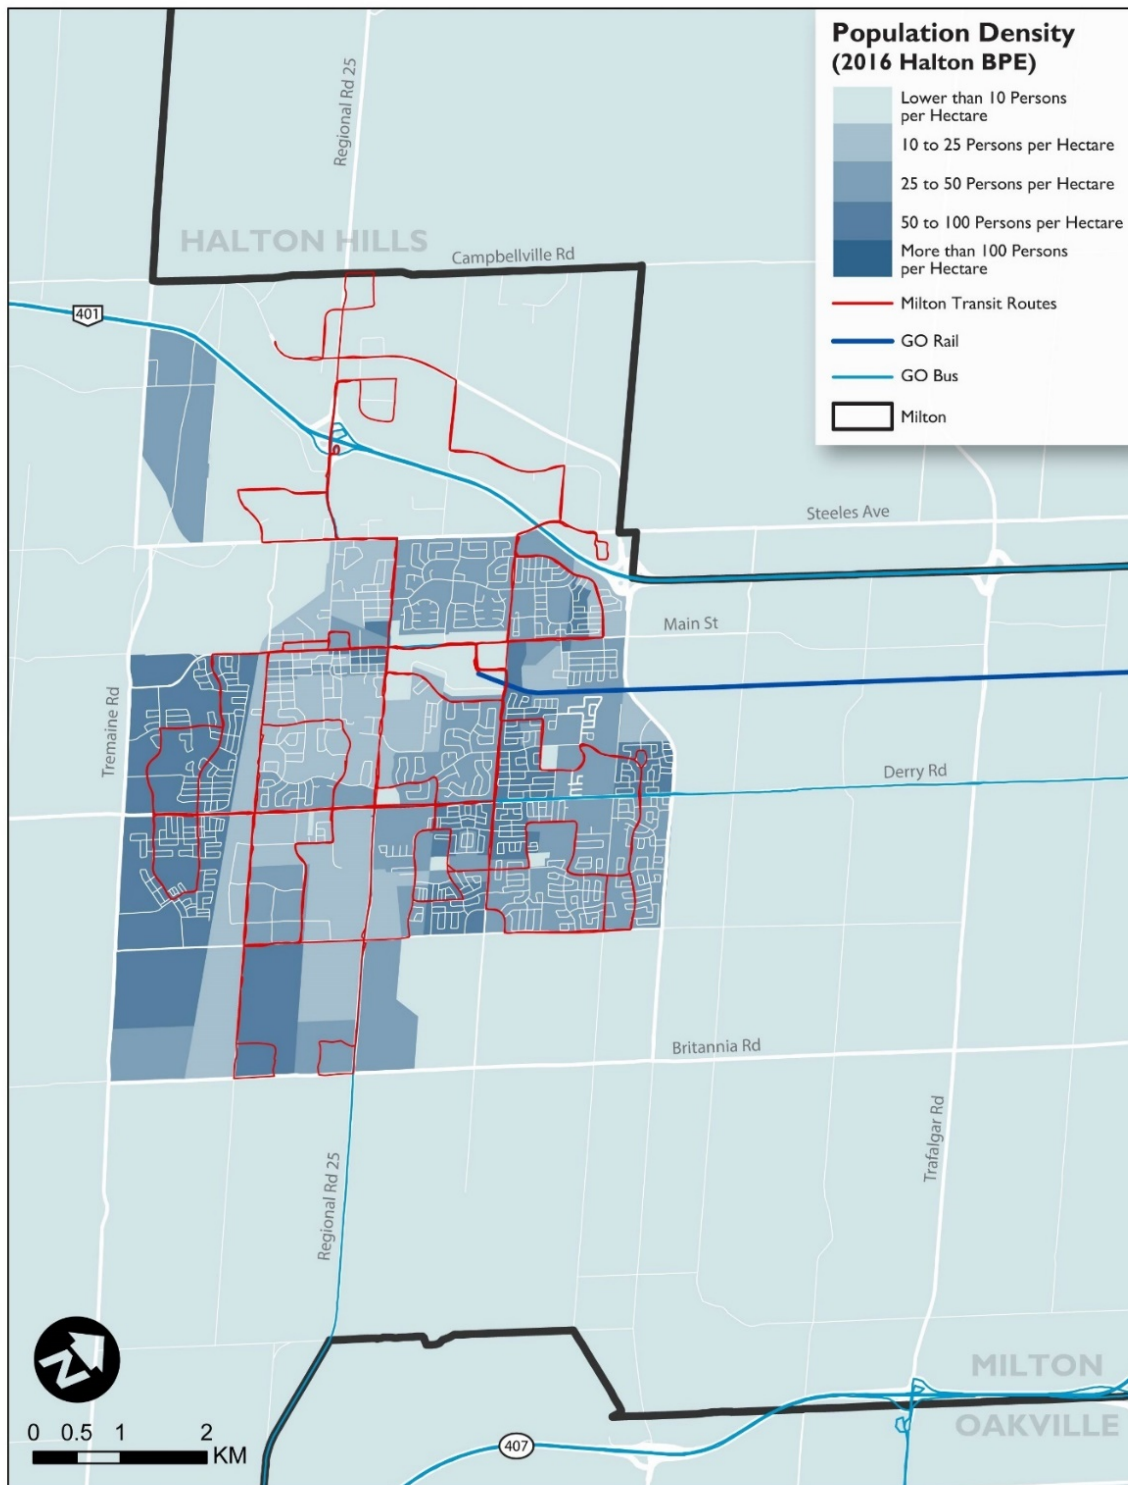 Population Density
(2016 Halton BPE)
Lower than 10 Persons
per Hectare
10 to 25 Persons per Hectare
25 to 50 Persons per Hectare
50 to 100 Persons per Hectare
More than 100 Persons
per Hectare
Milton Transit Routes
GO Rail
GO Bus
Milton
Regional Rd 25
HALTON HILLS
Campbellville Rd
401
Steeles Ave
Main St
Tremaine Rd
Derry Rd
Britannia Rd
Trafalgar Rd
Regional Rd 25
N
MILTON
OAKVILLE
407
0 0.5 1 2
KM